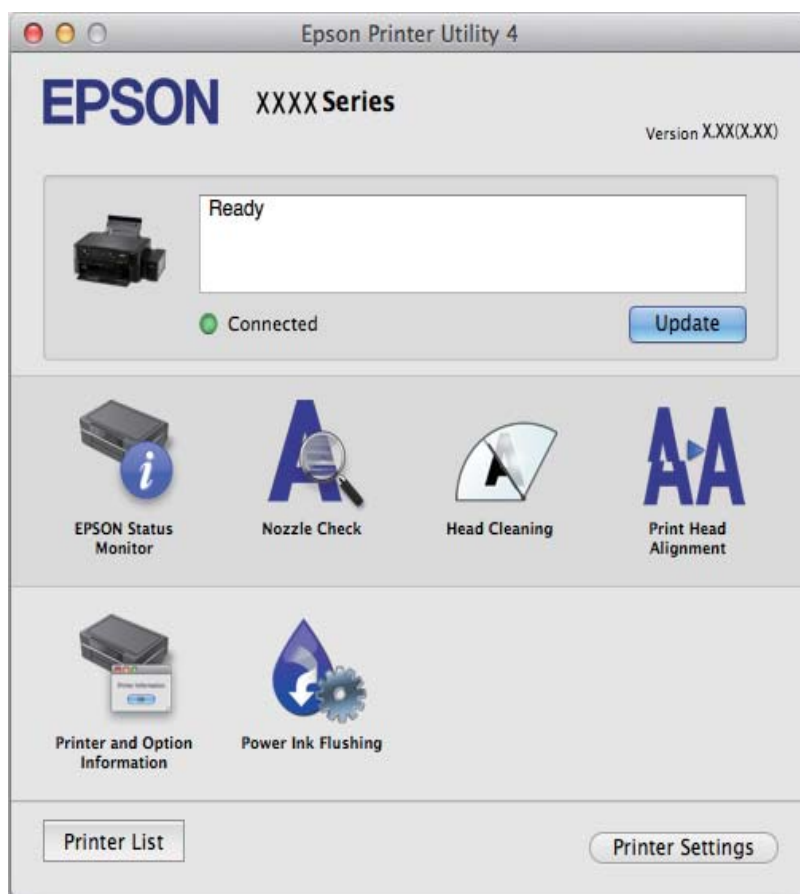 Epson Printer Utility 4
EPSON XXXX Series
Version X.XX(X.XX)
Ready
Connected
Update
EPSON Status
Monitor
Nozzle Check
Head Cleaning
Print Head
Alignment
Printer and Option
Information
Power Ink Flushing
Printer List
Printer Settings